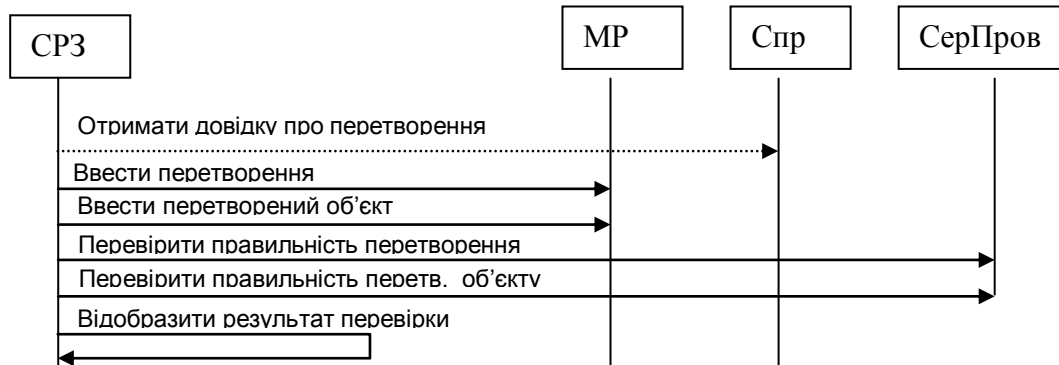 СРЗ
МР
Спр
СерПров
Отримати довідку про перетворення
Ввести перетворення
Ввести перетворений об’єкт
Перевірити правильність перетворення
Перевірити правильність перетв. об’єкту
Відобразити результат перевірки